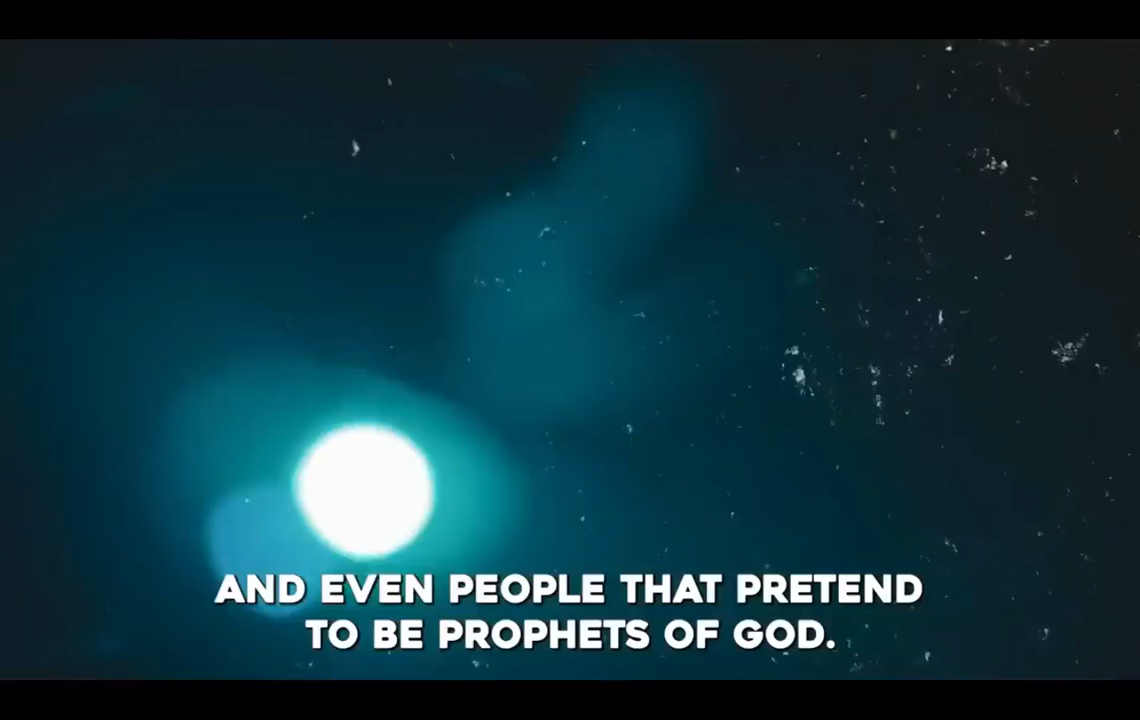 AND EVEN PEOPLE THAT PRETEND
TO BE PROPHETS OF GOD.